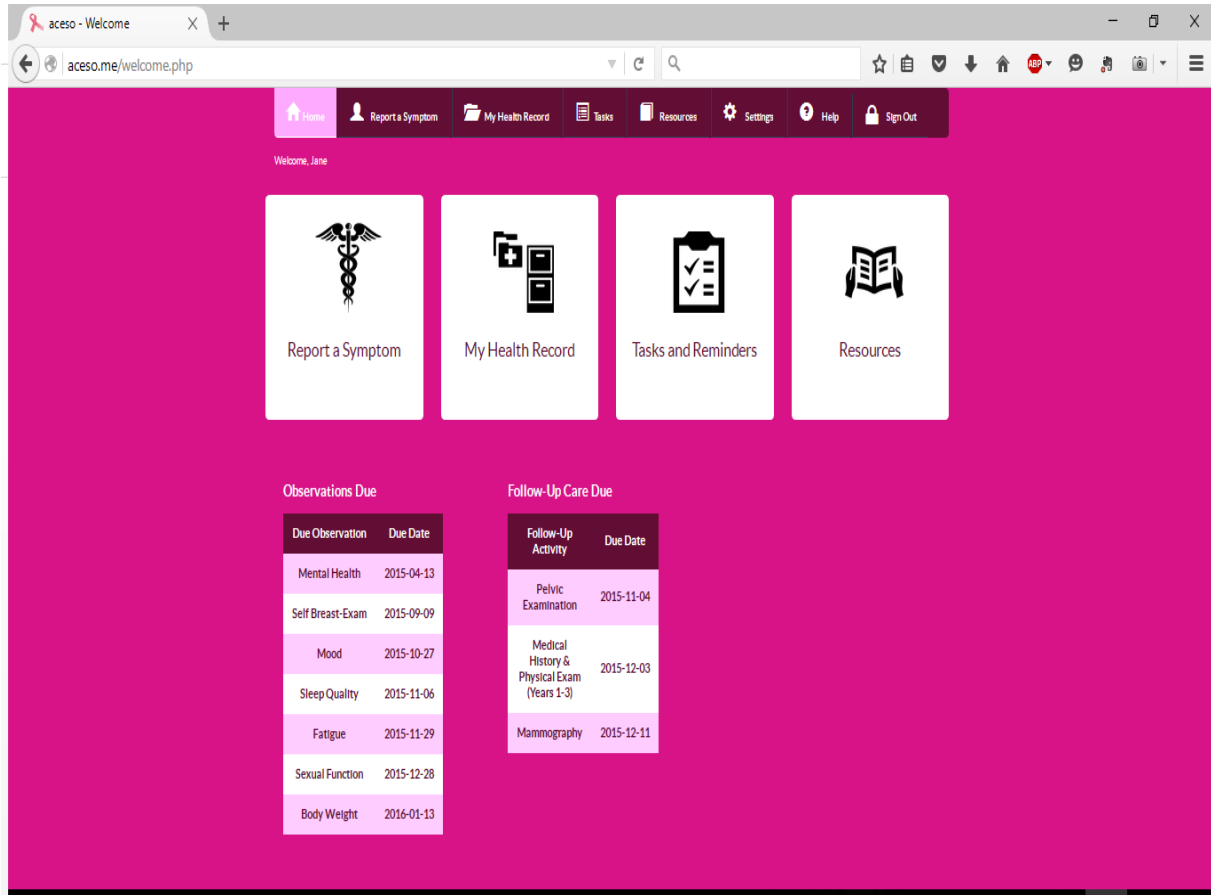 aceso - Welcome
aceso.me/welcome.php
ABP
Home Report a Symptom My Health Record Tasks Resources Settings Help Sign Out
Welcome, Jane
Report a Symptom My Health Record Tasks and Reminders Resources
Observations Due
Due Observation Due Date
Mental Health 2015-04-13
Self Breast-Exam 2015-09-09
Mood 2015-10-27
Sleep Quality 2015-11-06
Fatigue 2015-11-29
Sexual Function 2015-12-28
Body Weight 2016-01-13
Follow-Up Care Due
Follow-Up
Activity
Due Date
Pelvic
Examination
2015-11-04
Medical
History &
Physical Exam
(Years 1-3)
2015-12-03
Mammography 2015-12-11